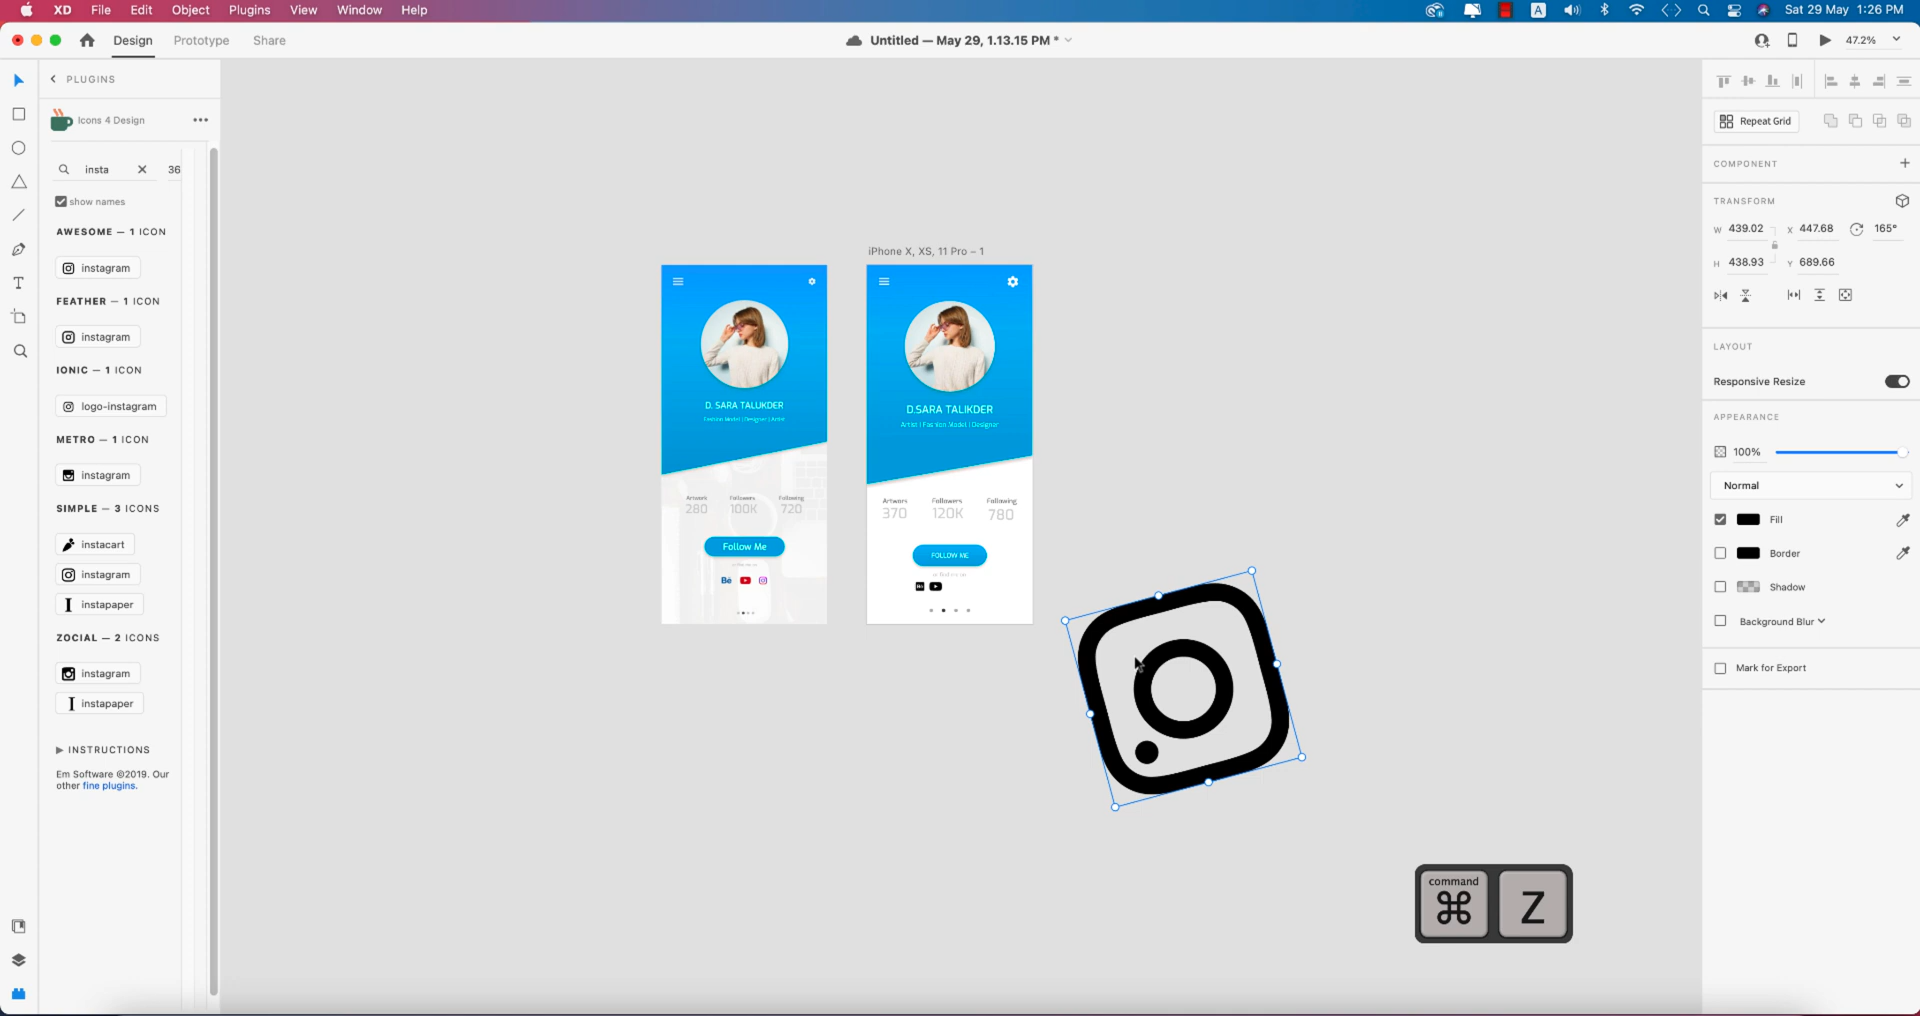 XD File Edit Object Plugins View Window Help
A
Sat 29 May 1:26 PM
Design Prototype Share
Untitled — May 29, 1.13.15 PM *
47.2%
PLUGINS
Icons 4 Design
insta
36
show names
AWESOME — 1 ICON
instagram
FEATHER — 1 ICON
instagram
IONIC — 1 ICON
logo-instagram
METRO — 1 ICON
instagram
SIMPLE — 3 ICONS
instacart
instagram
instapaper
ZOCIAL — 2 ICONS
instagram
instapaper
INSTRUCTIONS
Em Software ©2019. Our
other fine plugins.
D. SARA TALUKDER
Fashion Model | Designer | Artist
Artwork Followers Following
280 100K 720
Follow Me
Bē
iPhone X, XS, 11 Pro – 1
D.SARA TALIKDER
Artist | Fashion Model | Designer
Artwors Followers Following
370 120K 780
FOLLOW ME
command
⌘ Z
Repeat Grid
COMPONENT
TRANSFORM
W 439.02 X 447.68 165°
H 438.93 Y 689.66
LAYOUT
Responsive Resize
APPEARANCE
100%
Normal
Fill
Border
Shadow
Background Blur
Mark for Export